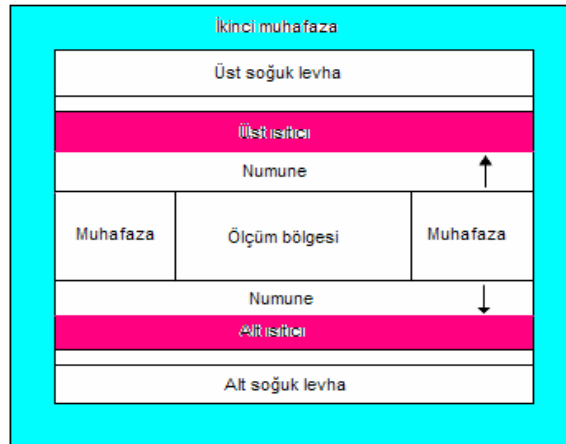 İkinci muhafaza
Üst soğuk levha
Üst ısıtıcı
Numune
Muhafaza
Ölçüm bölgesi
Muhafaza
Numune
Alt ısıtıcı
Alt soğuk levha